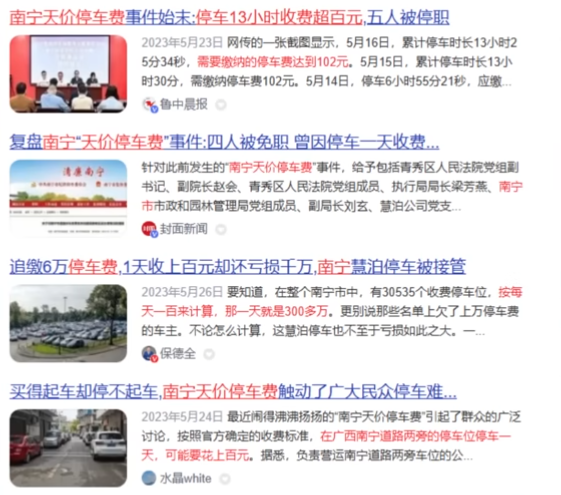 南宁天价停车费事件始末:停车13小时收费超百元,五人被停职
2023年5月23日 网传的一张截图显示，5月16日，累计停车时长13小时2
5分34秒，需要缴纳的停车费达到102元。5月15日，累计停车时长13小
时30分，需缴纳停车费102元。5月14日，停车6小时55分21秒，应缴...
鲁中晨报
复盘南宁“天价停车费”事件:四人被免职 曾因停车一天收费...
针对此前发生的“南宁天价停车费”事件，给予包括青秀区人民法院党组副
书记、副院长赵会、青秀区人民法院党组成员、执行局局长梁芳燕、南宁
市市政和园林管理局党组成员、副局长刘玄、慧泊公司党支...
封面新闻
追缴6万停车费,1天收上百元却还亏损千万,南宁慧泊停车被接管
2023年5月26日 要知道，在整个南宁市中，有30535个收费停车位，按每
天一百来计算，那一天就是300多万。更别说那些名单上欠了上万停车费
的车主。不论怎么计算，这慧泊停车也不至于亏损如此之大。一...
保德全
买得起车却停不起车,南宁天价停车费触动了广大民众停车难...
2023年5月24日 最近闹得沸沸扬扬的“南宁天价停车费”引起了群众的广泛
讨论，按照官方确定的收费标准，在广西南宁道路两旁的停车位停车一
天，可能要花上百元。据悉，负责营运南宁道路两旁车位的公...
水晶white